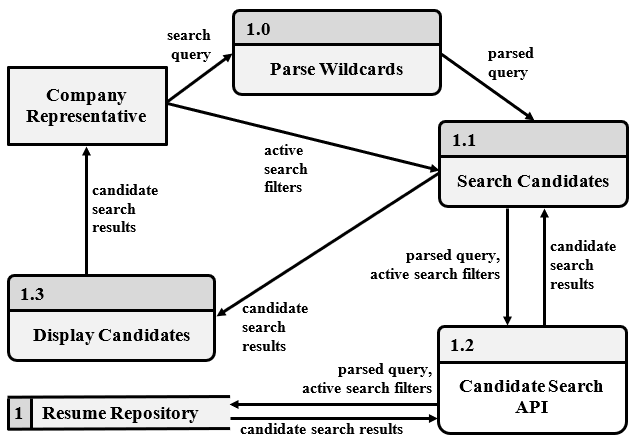 search
query
1.0
Parse Wildcards
parsed
query
Company
Representative
active
search
filters
1.1
Search Candidates
candidate
search
results
parsed query,
active search filters
candidate
search
results
1.3
Display Candidates
candidate
search
results
1.2
Candidate Search
API
parsed query,
active search filters
1 Resume Repository
candidate search results